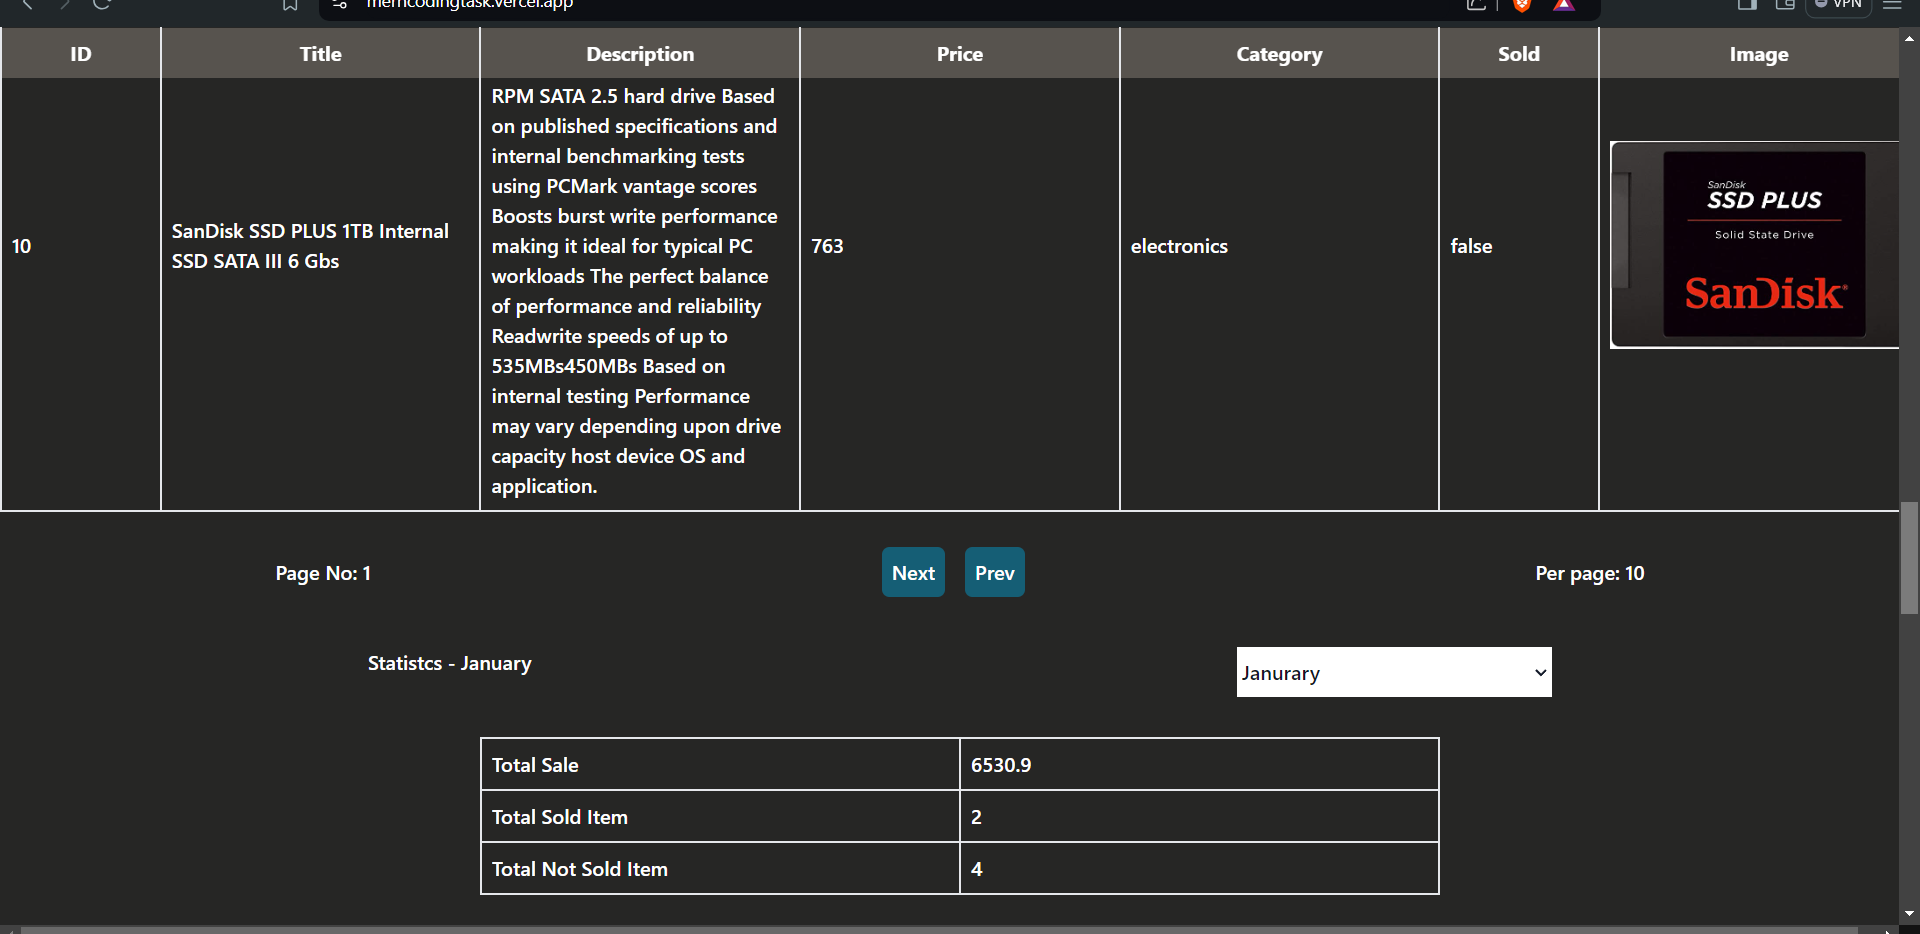 memcodingtask.vercel.app
VPN
ID Title Description Price Category Sold Image
RPM SATA 2.5 hard drive Based
on published specifications and
internal benchmarking tests
using PCMark vantage scores
Boosts burst write performance
making it ideal for typical PC
workloads The perfect balance
of performance and reliability
Readwrite speeds of up to
535MBs450MBs Based on
internal testing Performance
may vary depending upon drive
capacity host device OS and
application.
10
SanDisk SSD PLUS 1TB Internal
SSD SATA III 6 Gbs
763
electronics
false
SanDisk
SSD PLUS
Solid State Drive
SanDisk®
Page No: 1
Next
Prev
Per page: 10
Statistcs - January
Janurary
Total Sale 6530.9
Total Sold Item 2
Total Not Sold Item 4